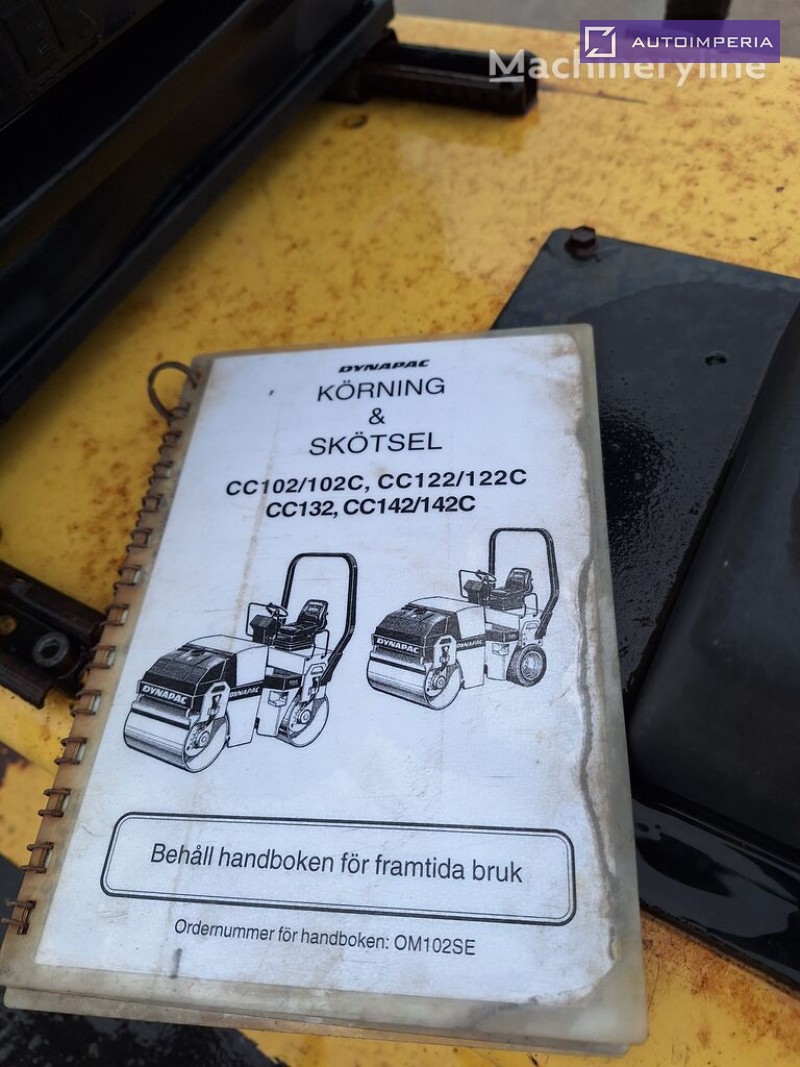 AUTOIMPERIA
Machineryline
DYNAPAC
KÖRNING
&
SKÖTSEL
CC102/102C, CC122/122C
CC132, CC142/142C
DYNAPAC
DYNAPAC
DYNAPAC
DYNAPAC
Behåll handboken för framtida bruk
Ordernummer för handboken: OM102SE